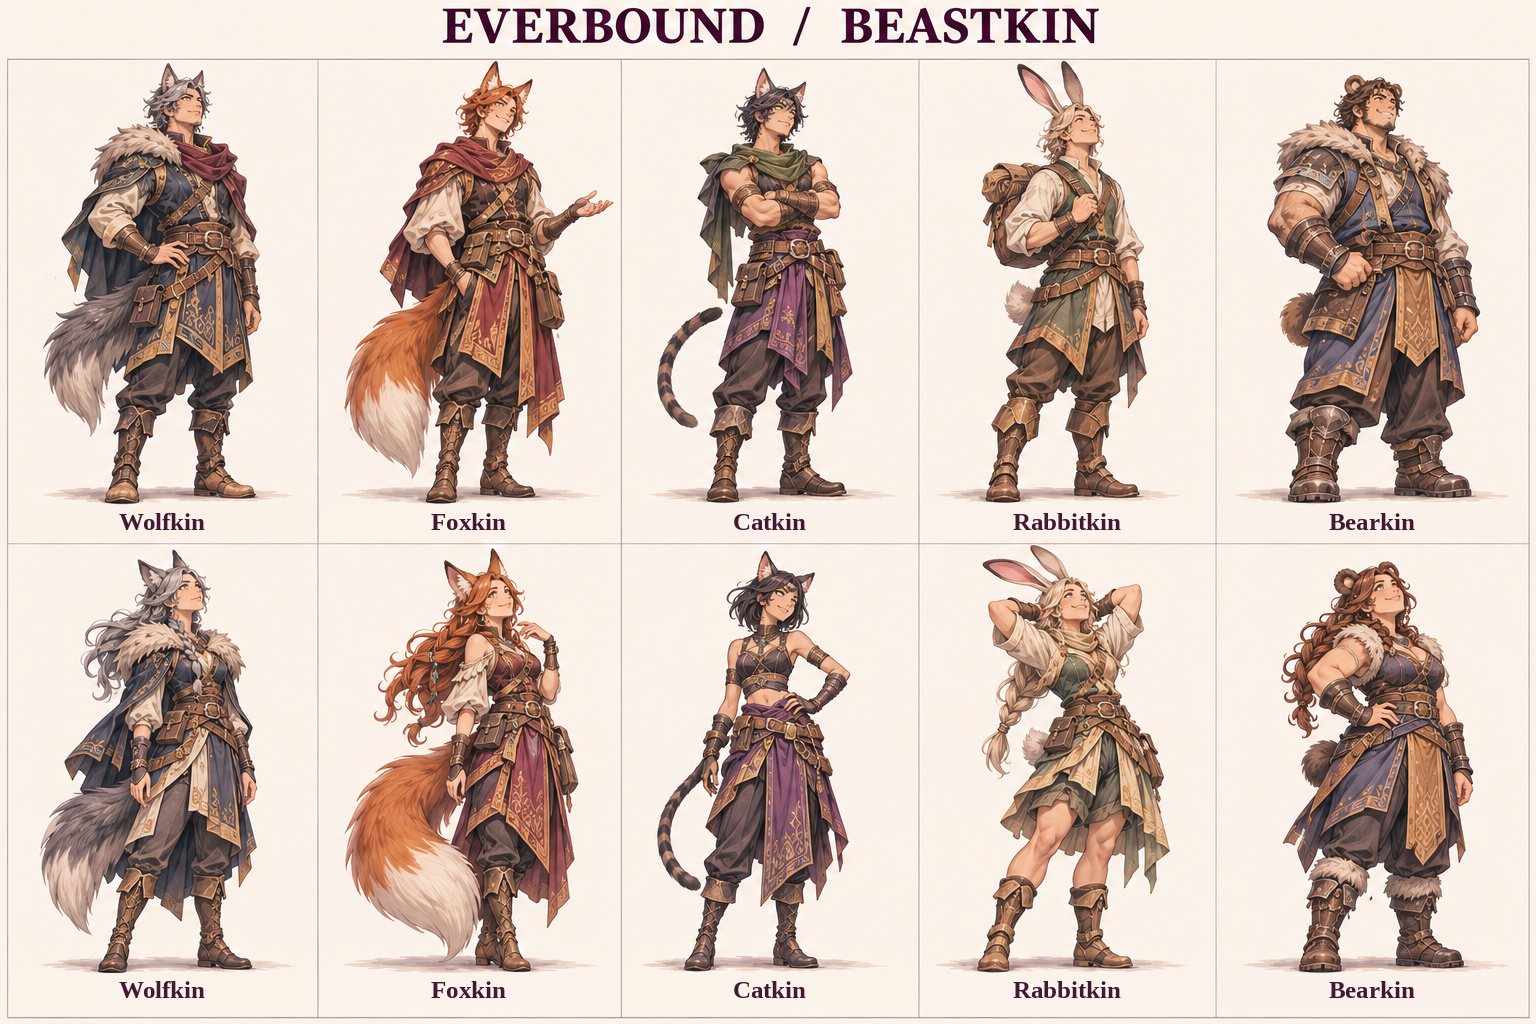 EVERBOUND / BEASTKIN
Wolfkin
Foxkin
Catkin
Rabbitkin
Bearkin
Wolfkin
Foxkin
Catkin
Rabbitkin
Bearkin